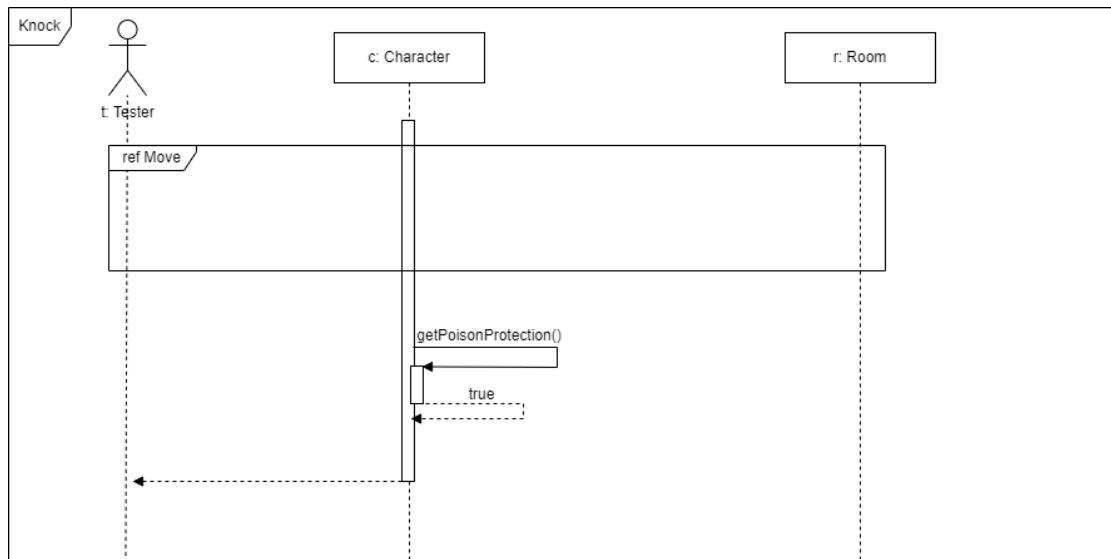 Knock
t: Tester
c: Character
r: Room
ref Move
getPoisonProtection()
true